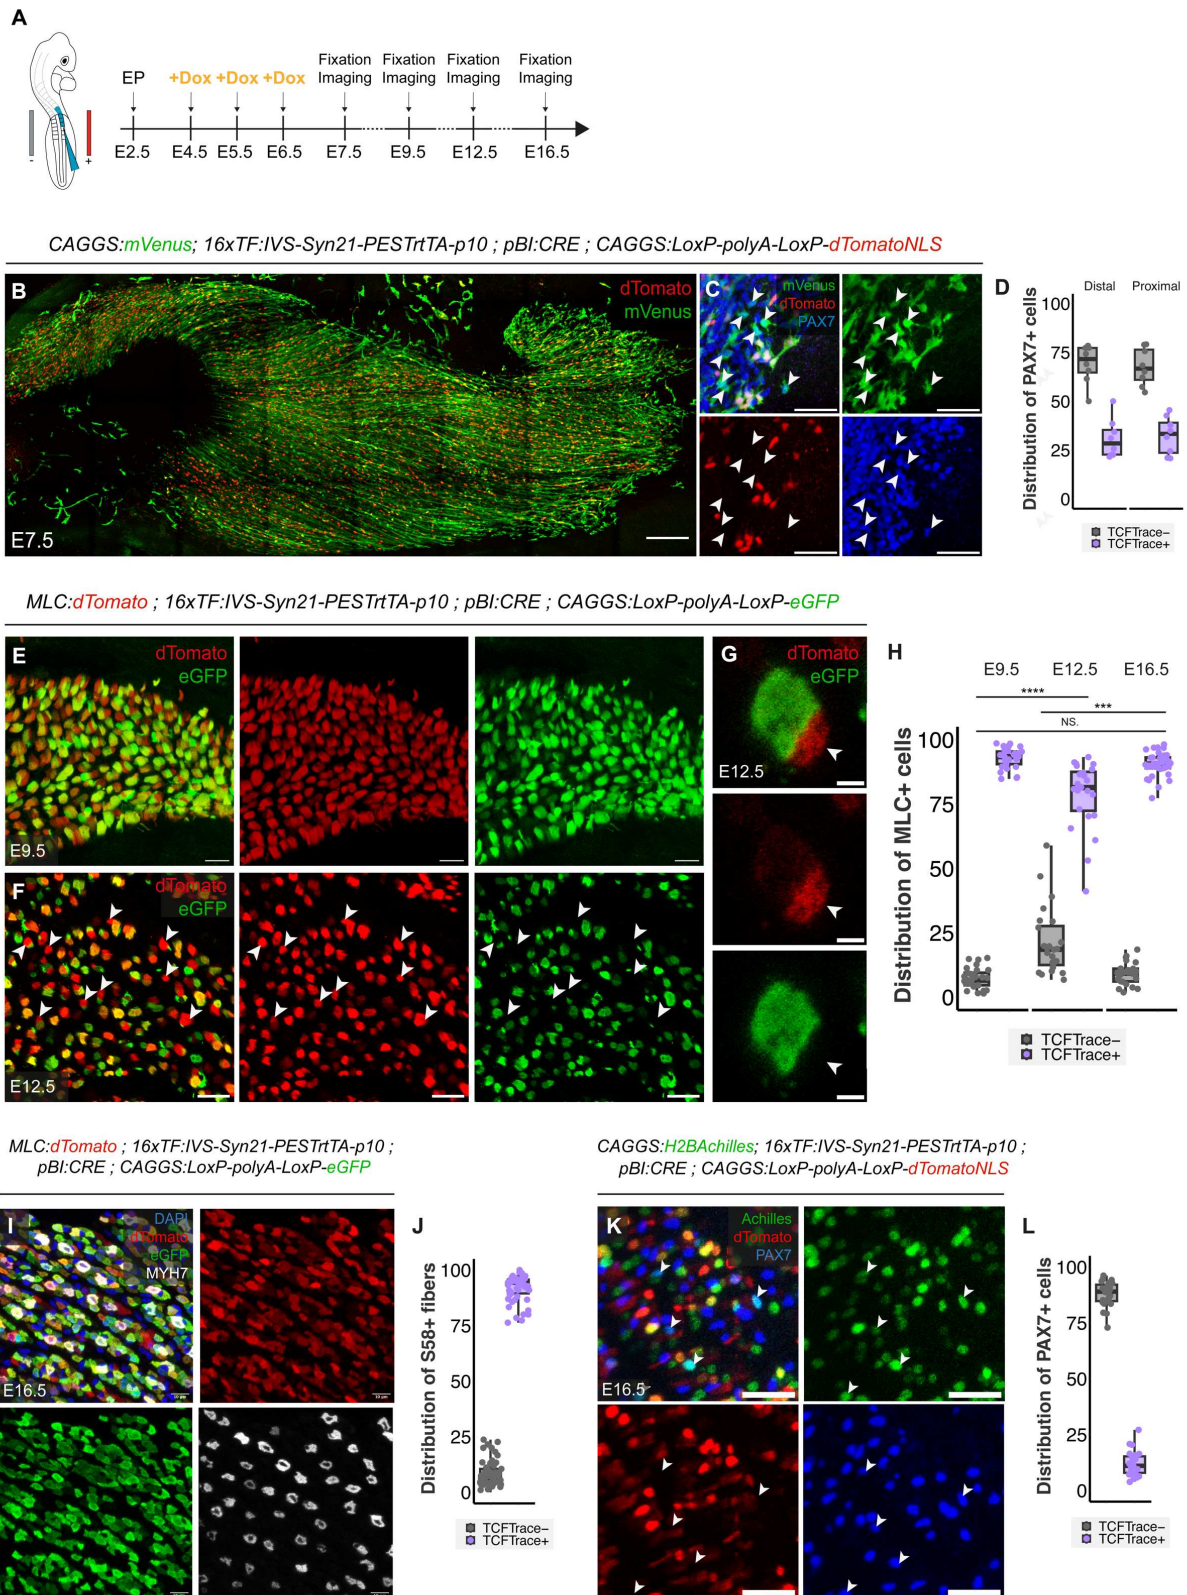 A
EP
+Dox +Dox +Dox
Fixation Imaging
Fixation Imaging
Fixation Imaging
Fixation Imaging
E2.5 E4.5 E5.5 E6.5 E7.5 E9.5 E12.5 E16.5
- +
CAGGS:mVenus; 16xTF:IVS-Syn21-PESTrtTA-p10 ; pBI:CRE ; CAGGS:LoxP-polyA-LoxP-dTomatoNLS
B
dTomato
mVenus
E7.5
C
mVenus
dTomato
PAX7
D
Distal Proximal
Distribution of PAX7+ cells
100
75
50
25
0
TCFTrace−
TCFTrace+
MLC:dTomato ; 16xTF:IVS-Syn21-PESTrtTA-p10 ; pBI:CRE ; CAGGS:LoxP-polyA-LoxP-eGFP
E
dTomato
eGFP
E9.5
F
dTomato
eGFP
E12.5
G
dTomato
eGFP
E12.5
H
E9.5 E12.5 E16.5
****
***
NS.
Distribution of MLC+ cells
100
75
50
25
0
TCFTrace−
TCFTrace+
MLC:dTomato ; 16xTF:IVS-Syn21-PESTrtTA-p10 ;
pBI:CRE ; CAGGS:LoxP-polyA-LoxP-eGFP
I
DAPI
dTomato
eGFP
MYH7
E16.5
10 µm
10 µm
J
Distribution of S58+ fibers
100
75
50
25
0
TCFTrace−
TCFTrace+
CAGGS:H2BAchilles; 16xTF:IVS-Syn21-PESTrtTA-p10 ;
pBI:CRE ; CAGGS:LoxP-polyA-LoxP-dTomatoNLS
K
Achilles
dTomato
PAX7
E16.5
L
Distribution of PAX7+ cells
100
75
50
25
0
TCFTrace−
TCFTrace+